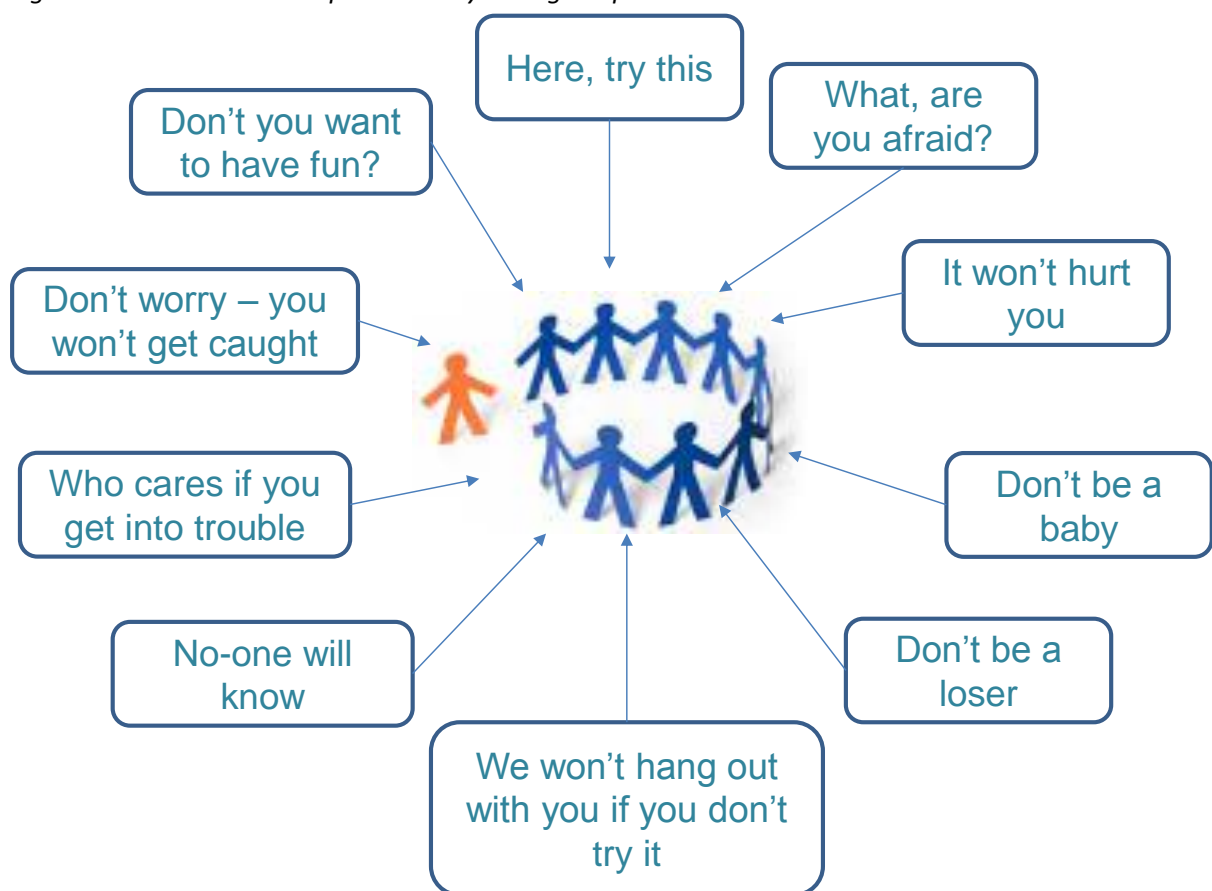 Here, try this
What, are
you afraid?
Don't you want
to have fun?
It won't hurt
you
Don't worry – you
won't get caught
Don't be a
baby
Who cares if you
get into trouble
Don't be a
loser
No-one will
know
We won't hang out
with you if you don't
try it